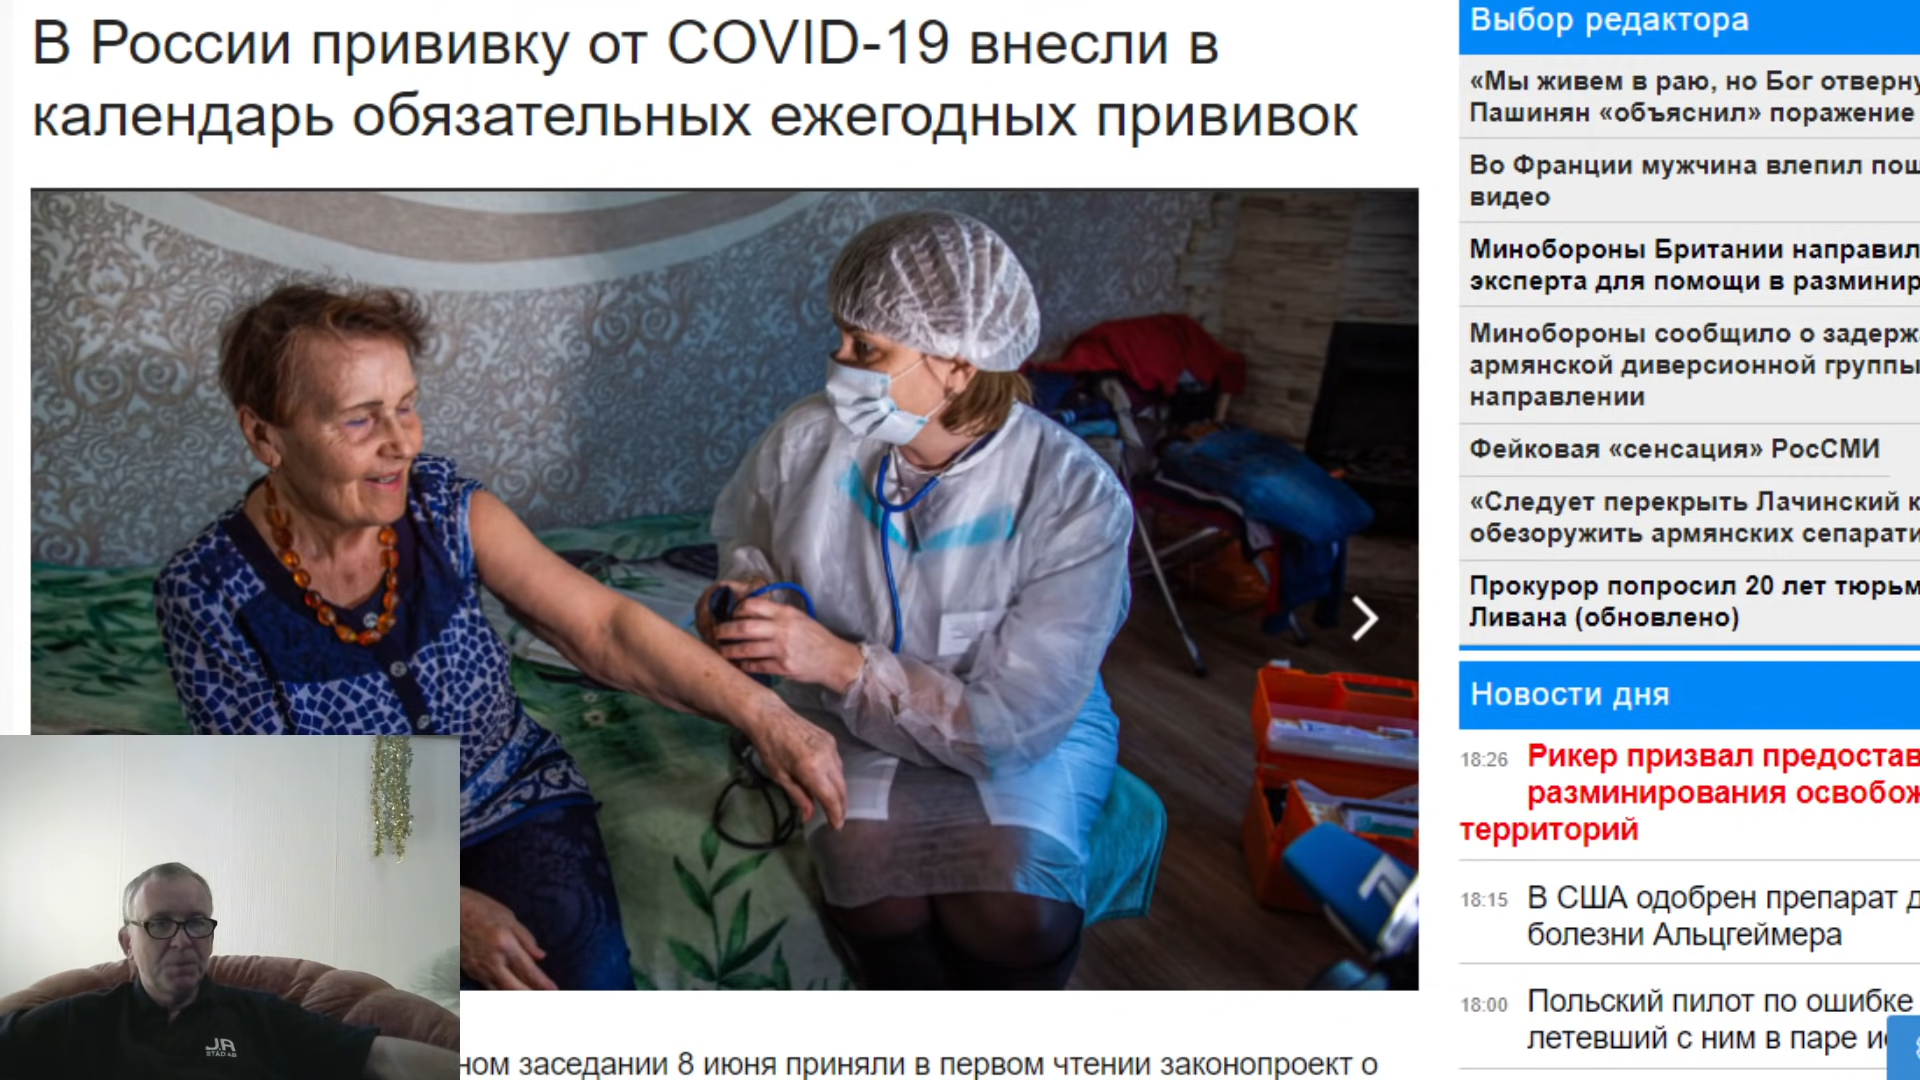 В России прививку от COVID-19 внесли в
календарь обязательных ежегодных прививок
ном заседании 8 июня приняли в первом чтении законопроект о
J.A
STÄD AB
Выбор редактора
«Мы живем в раю, но Бог отверну
Пашинян «объяснил» поражение
Во Франции мужчина влепил пощ
видео
Минобороны Британии направил
эксперта для помощи в разминир
Минобороны сообщило о задерж
армянской диверсионной группы
направлении
Фейковая «сенсация» РосСМИ
«Следует перекрыть Лачинский к
обезоружить армянских сепарати
Прокурор попросил 20 лет тюрьм
Ливана (обновлено)
Новости дня
18:26 Рикер призвал предостав
разминирования освобож
территорий
18:15 В США одобрен препарат д
болезни Альцгеймера
18:00 Польский пилот по ошибке
летевший с ним в паре и